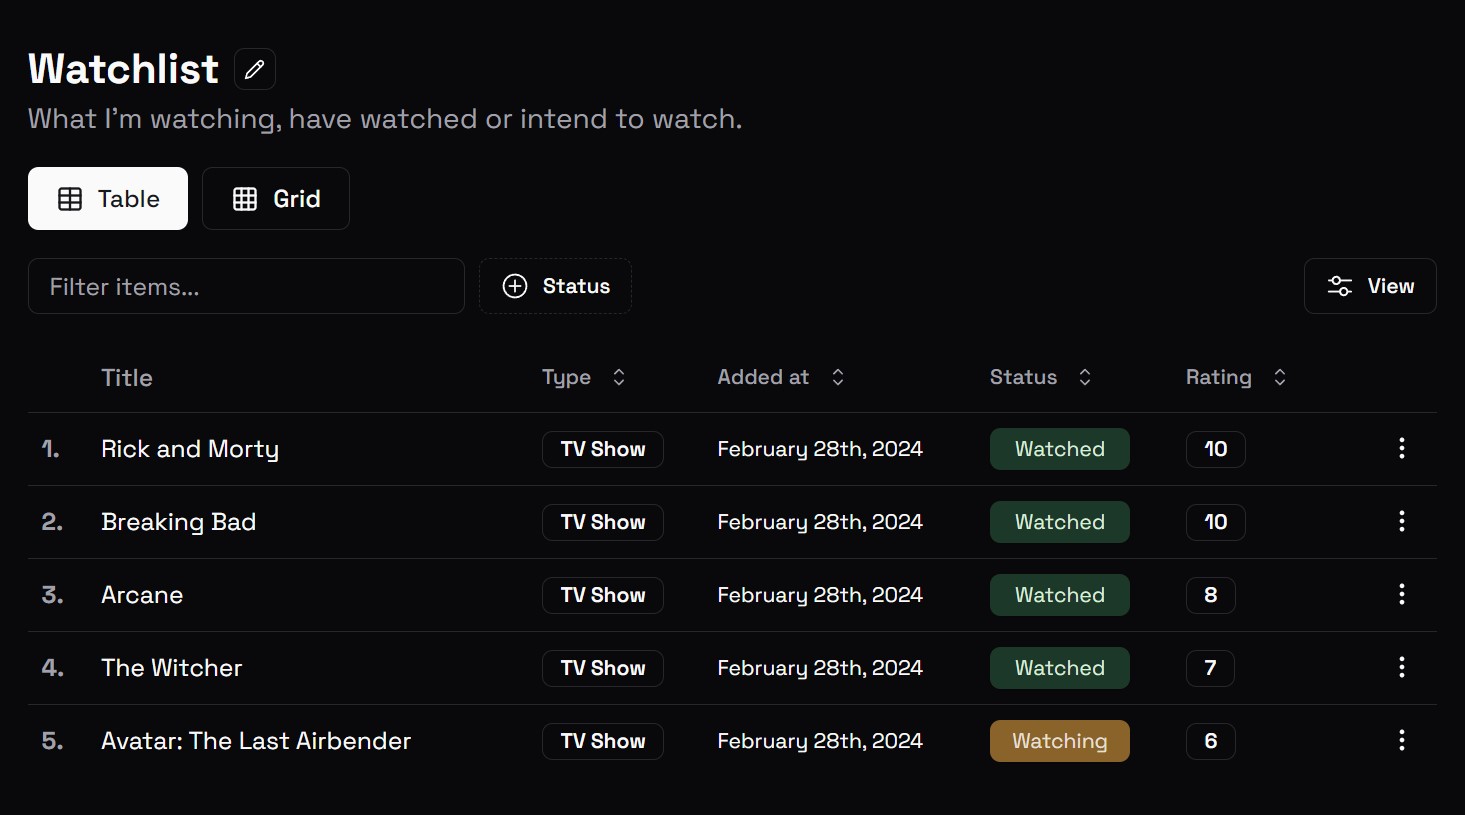 Watchlist
What I'm watching, have watched or intend to watch.
Table Grid
Filter items... Status View
Title Type Added at Status Rating
1. Rick and Morty TV Show February 28th, 2024 Watched 10
2. Breaking Bad TV Show February 28th, 2024 Watched 10
3. Arcane TV Show February 28th, 2024 Watched 8
4. The Witcher TV Show February 28th, 2024 Watched 7
5. Avatar: The Last Airbender TV Show February 28th, 2024 Watching 6